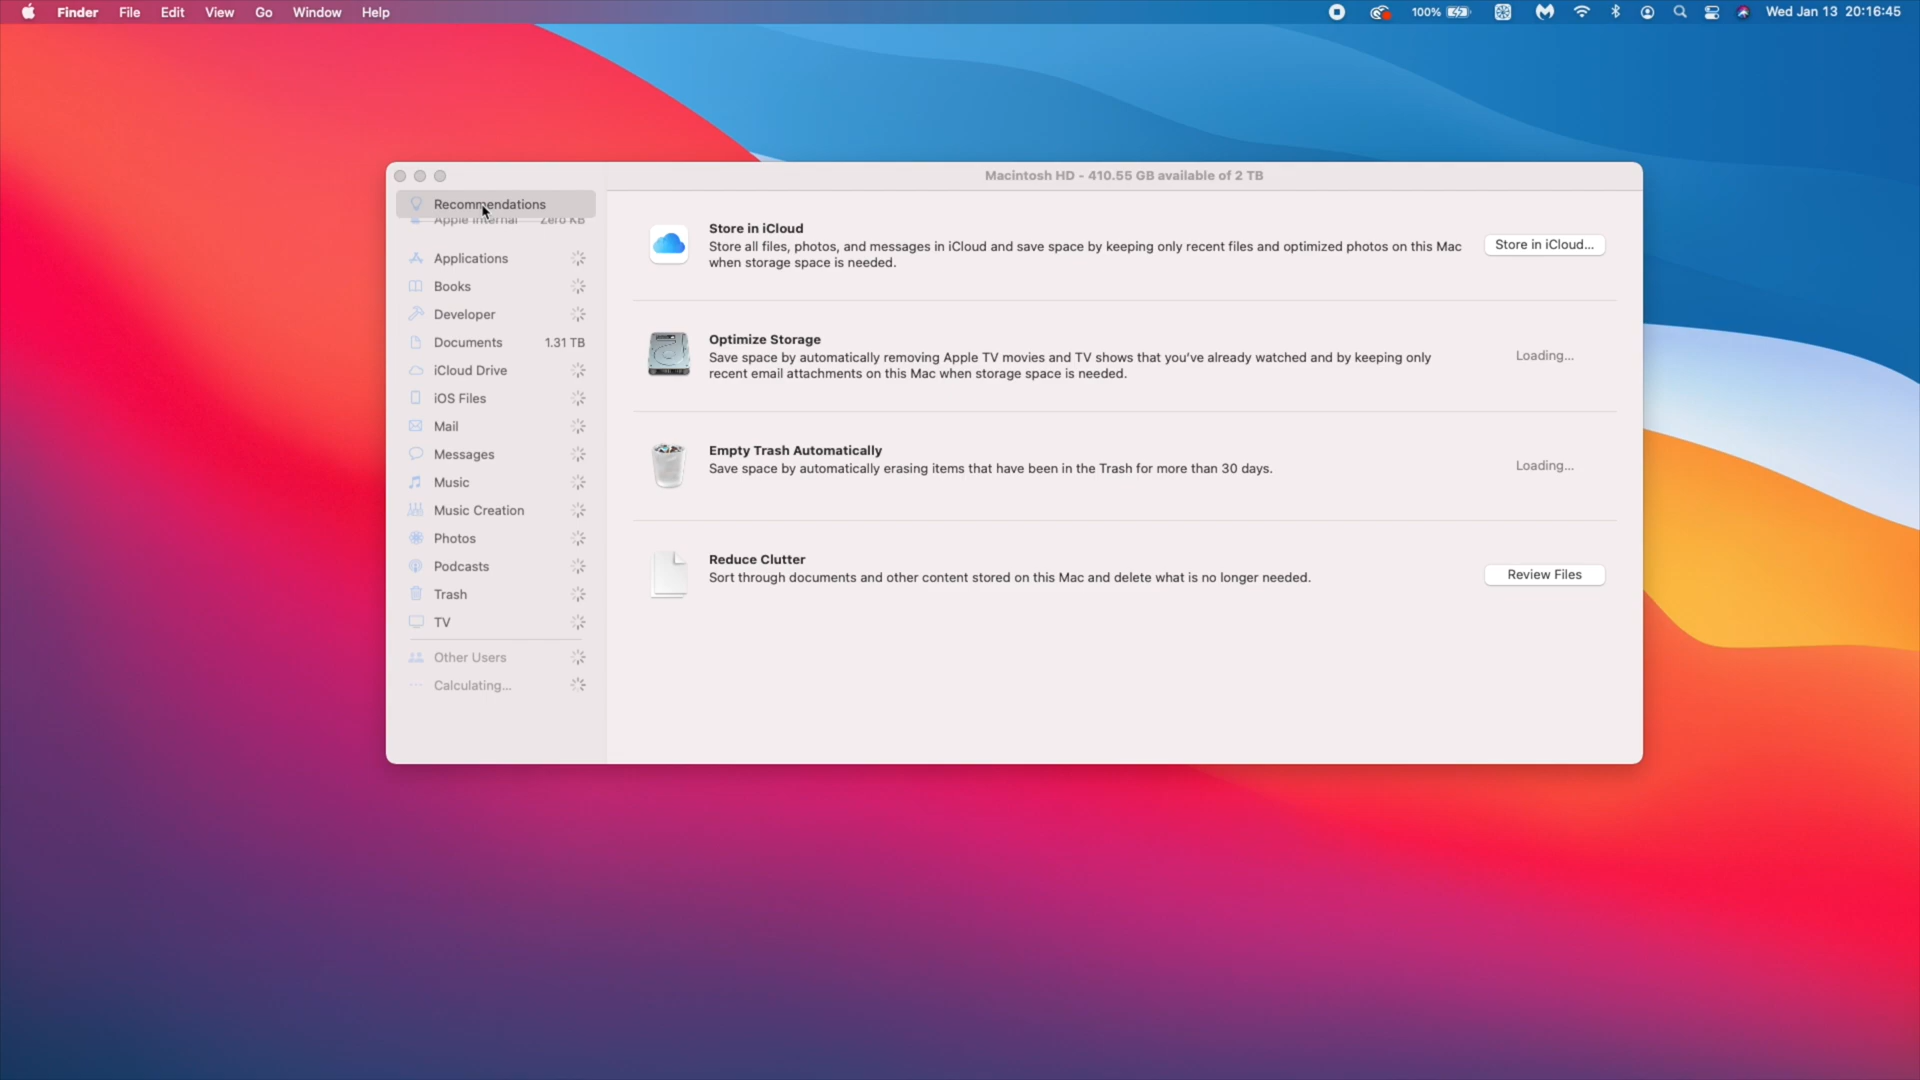 Finder File Edit View Go Window Help
100%
Wed Jan 13 20:16:45
Macintosh HD - 410.55 GB available of 2 TB
Recommendations
Apple Internal Zero KB
Applications
Books
Developer
Documents 1.31 TB
iCloud Drive
iOS Files
Mail
Messages
Music
Music Creation
Photos
Podcasts
Trash
TV
Other Users
Calculating...
Store in iCloud
Store all files, photos, and messages in iCloud and save space by keeping only recent files and optimized photos on this Mac
when storage space is needed.
Store in iCloud...
Optimize Storage
Save space by automatically removing Apple TV movies and TV shows that you've already watched and by keeping only
recent email attachments on this Mac when storage space is needed.
Loading...
Empty Trash Automatically
Save space by automatically erasing items that have been in the Trash for more than 30 days.
Loading...
Reduce Clutter
Sort through documents and other content stored on this Mac and delete what is no longer needed.
Review Files